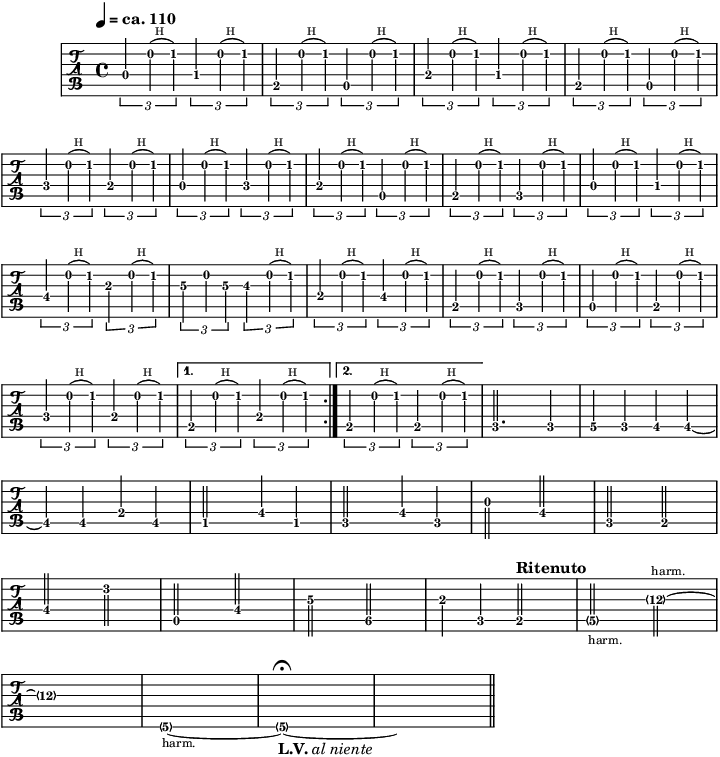 = ca. 110
H H H H H H H H
TAB C 0 0 1 1 0 1 2 0 1 0 0 1 2 0 1 1 0 1 2 0 1 0 0 1
3 3 3 3 3 3 3 3
H H H H H H H H H H
TAB 3 0 1 2 0 1 0 0 1 3 0 1 2 0 1 0 0 1 2 0 1 3 0 1 0 0 1 1 0 1
3 3 3 3 3 3 3 3 3 3
H H H H H H H H H
TAB 4 0 1 2 0 1 5 0 5 4 0 1 2 0 1 4 0 1 2 0 1 3 0 1 0 0 1 2 0 1
3 3 3 3 3 3 3 3 3 3
1. 2.
H H H H H H
TAB 3 0 1 2 0 1 2 0 1 2 0 1 2 0 1 2 0 1 3 3 5 3 4 4
3 3 3 3 3 3
TAB 4 4 2 4 1 4 1 3 4 3 0 4 3 2
Ritenuto
harm.
TAB 4 3 0 4 5 6 2 3 2 ⟨5⟩ ⟨12⟩
harm.
TAB ⟨12⟩ ⟨5⟩ ⟨5⟩
harm.
L.V. al niente